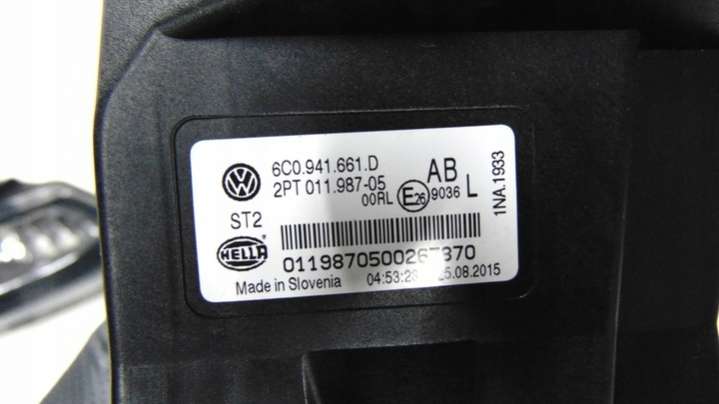 6C0.941.661.D
2PT 011.987-05
AB
00RL E26 9036 L
ST2
HELLA
Made in Slovenia
1NA.1933